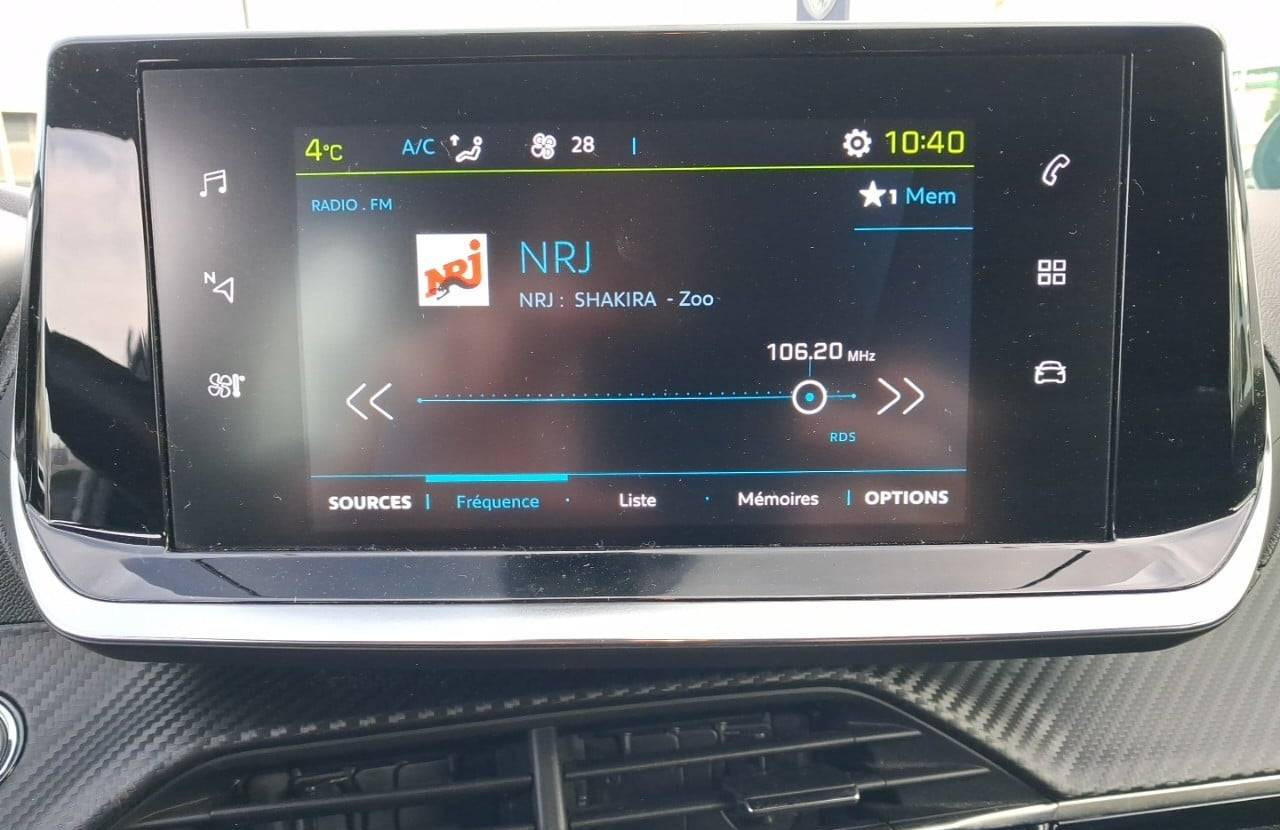 4°C A/C 28 10:40
RADIO . FM
1 Mem
NRJ
NRJ
NRJ : SHAKIRA - Zoo
106.20 MHz
N
RDS
SOURCES Fréquence Liste Mémoires OPTIONS